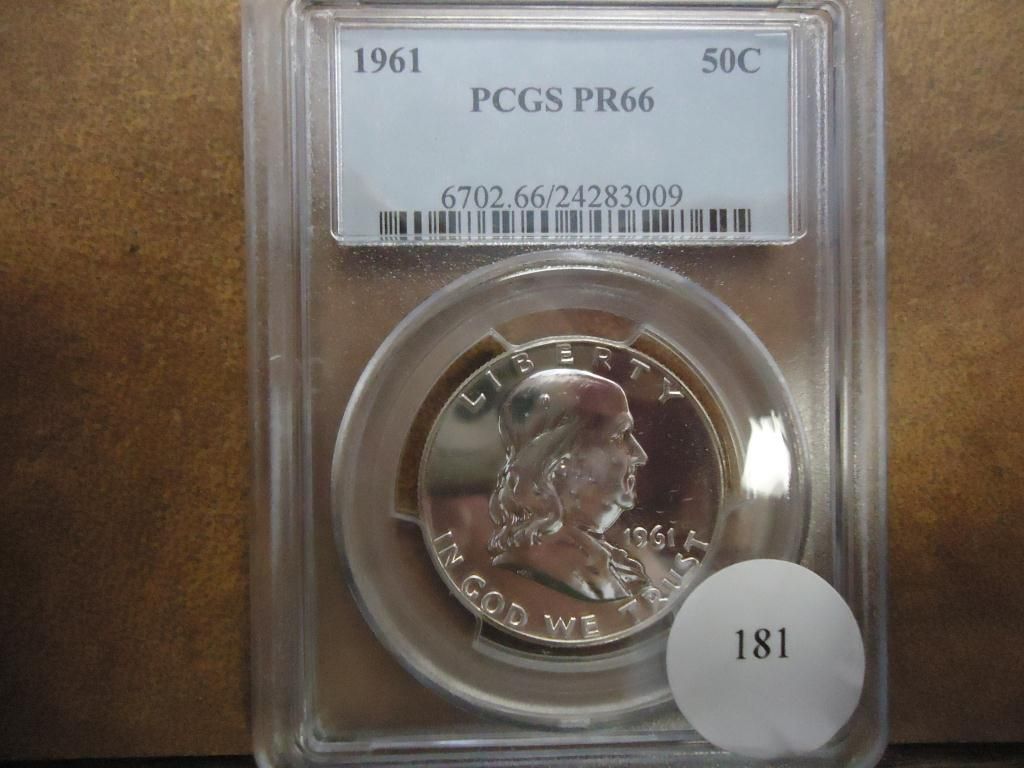 1961 50C
PCGS PR66
6702.66/24283009
LIBERTY
1961
IN GOD WE TRUST
181